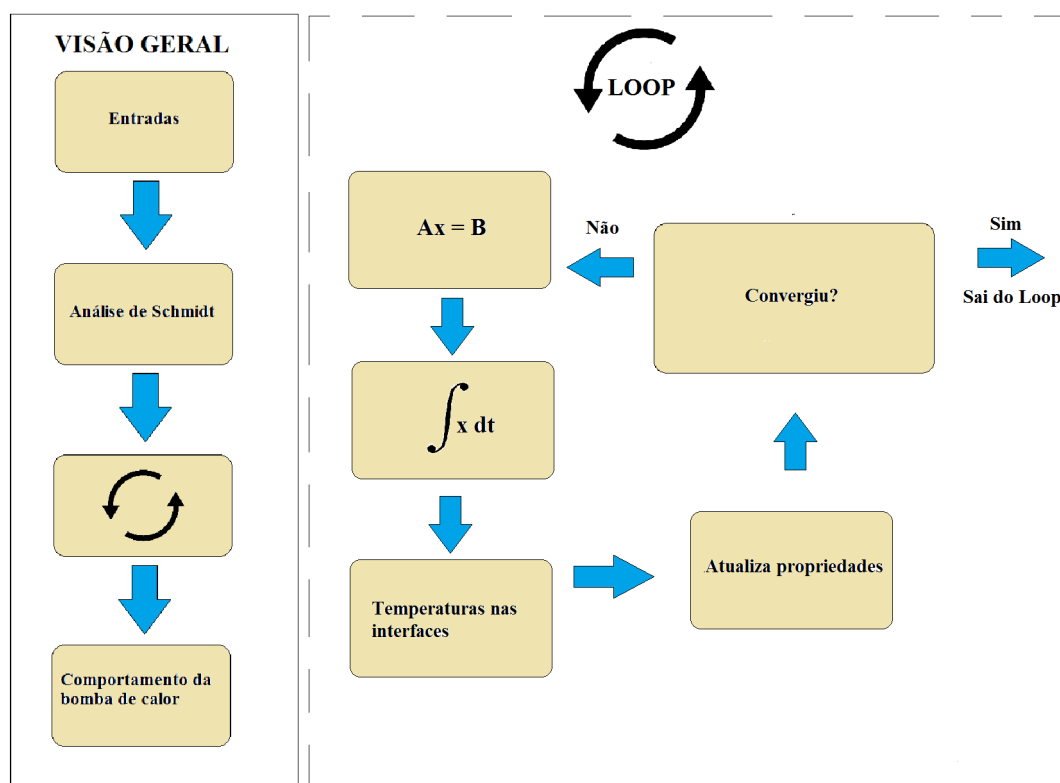 VISÃO GERAL
Entradas
Análise de Schmidt
Comportamento da
bomba de calor
LOOP
Ax = B
∫x dt
Temperaturas nas
interfaces
Atualiza propriedades
Convergiu?
Não
Sim
Sai do Loop